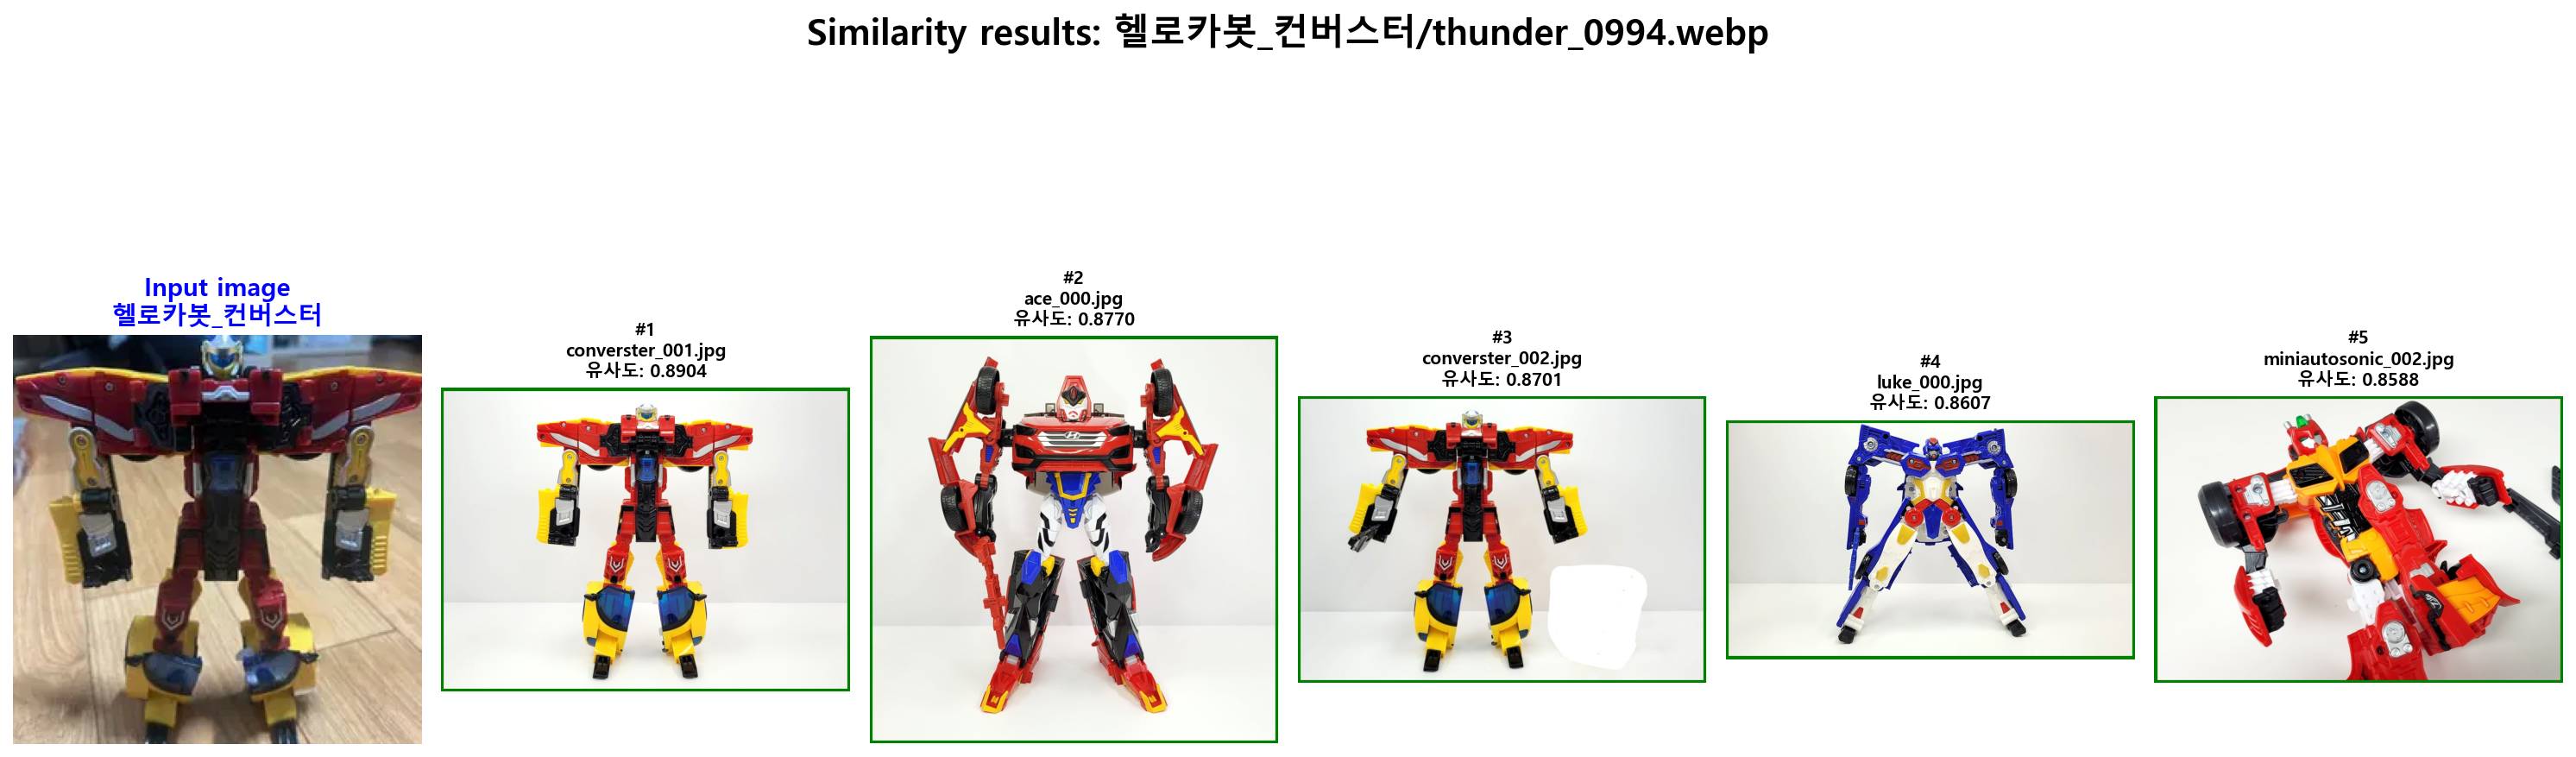 Similarity results: 헬로카봇_컨버스터/thunder_0994.webp
Input image
헬로카봇_컨버스터
#1
converster_001.jpg
유사도: 0.8904
#2
ace_000.jpg
유사도: 0.8770
#3
converster_002.jpg
유사도: 0.8701
#4
luke_000.jpg
유사도: 0.8607
#5
miniautosonic_002.jpg
유사도: 0.8588